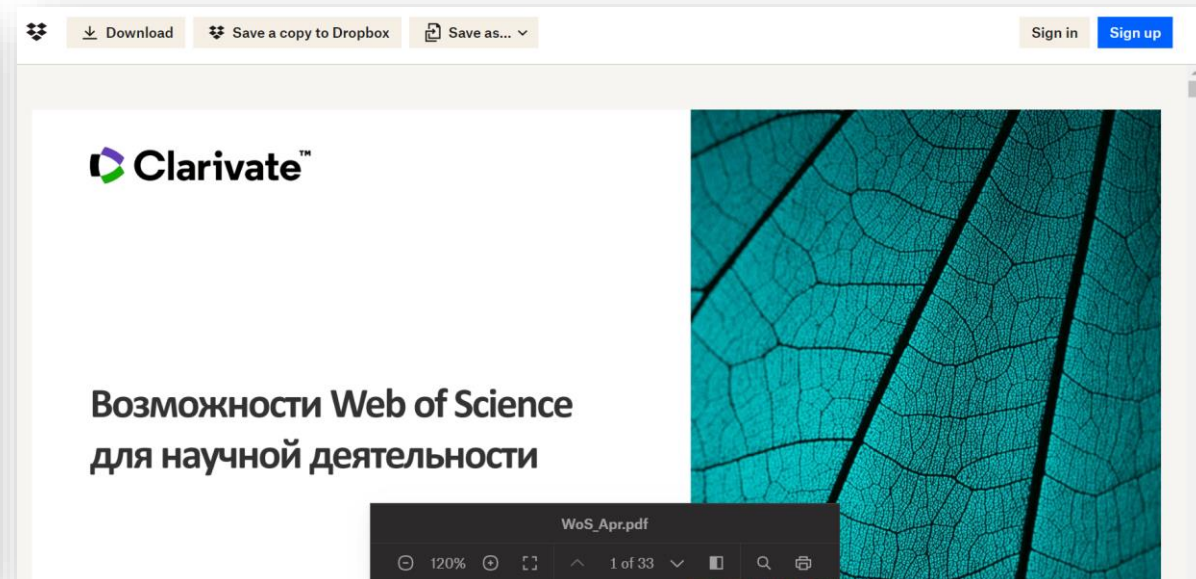 Download Save a copy to Dropbox Save as... Sign in Sign up
Clarivate™
Возможности Web of Science
для научной деятельности
WoS_Apr.pdf
120% 1 of 33